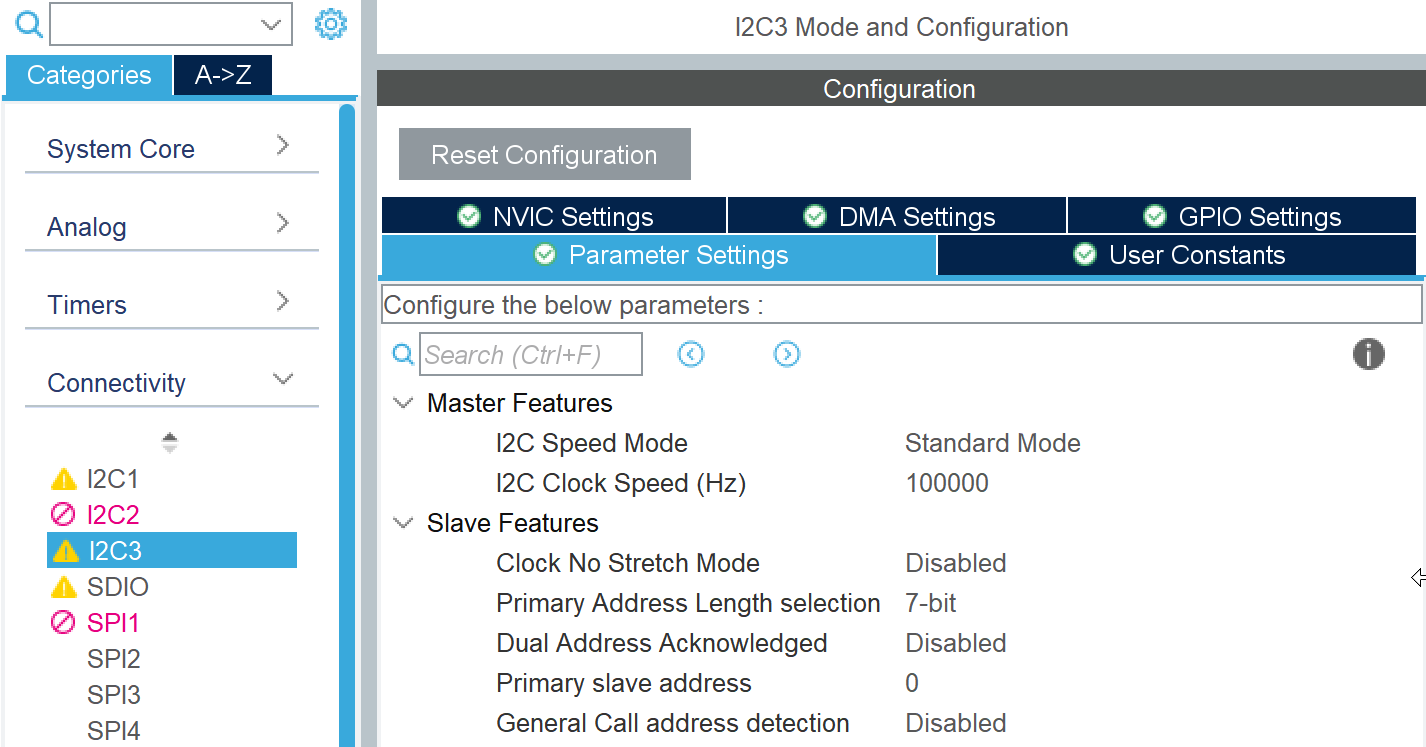 Categories
A->Z
System Core
Analog
Timers
Connectivity
I2C1
I2C2
I2C3
SDIO
SPI1
SPI2
SPI3
SPI4
I2C3 Mode and Configuration
Configuration
Reset Configuration
NVIC Settings
DMA Settings
GPIO Settings
Parameter Settings
User Constants
Configure the below parameters :
Search (Ctrl+F)
Master Features
I2C Speed Mode Standard Mode
I2C Clock Speed (Hz) 100000
Slave Features
Clock No Stretch Mode Disabled
Primary Address Length selection 7-bit
Dual Address Acknowledged Disabled
Primary slave address 0
General Call address detection Disabled